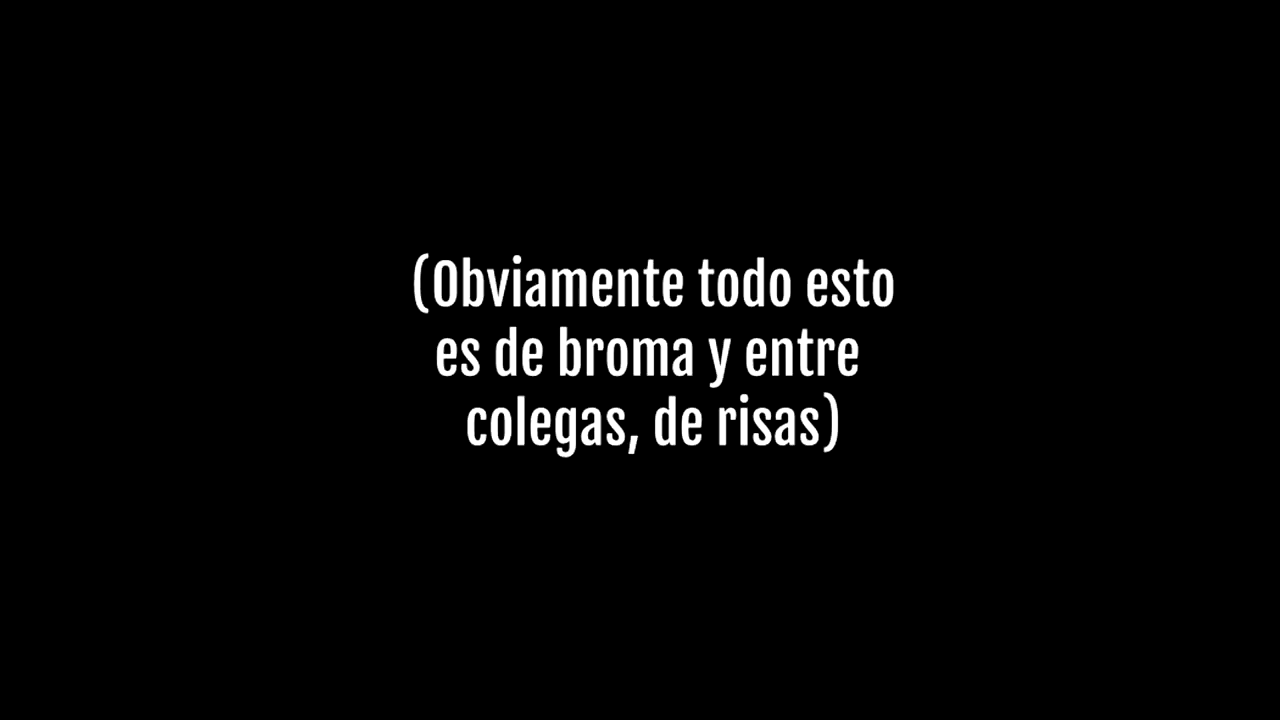 (Obviamente todo esto
es de broma y entre
colegas, de risas)